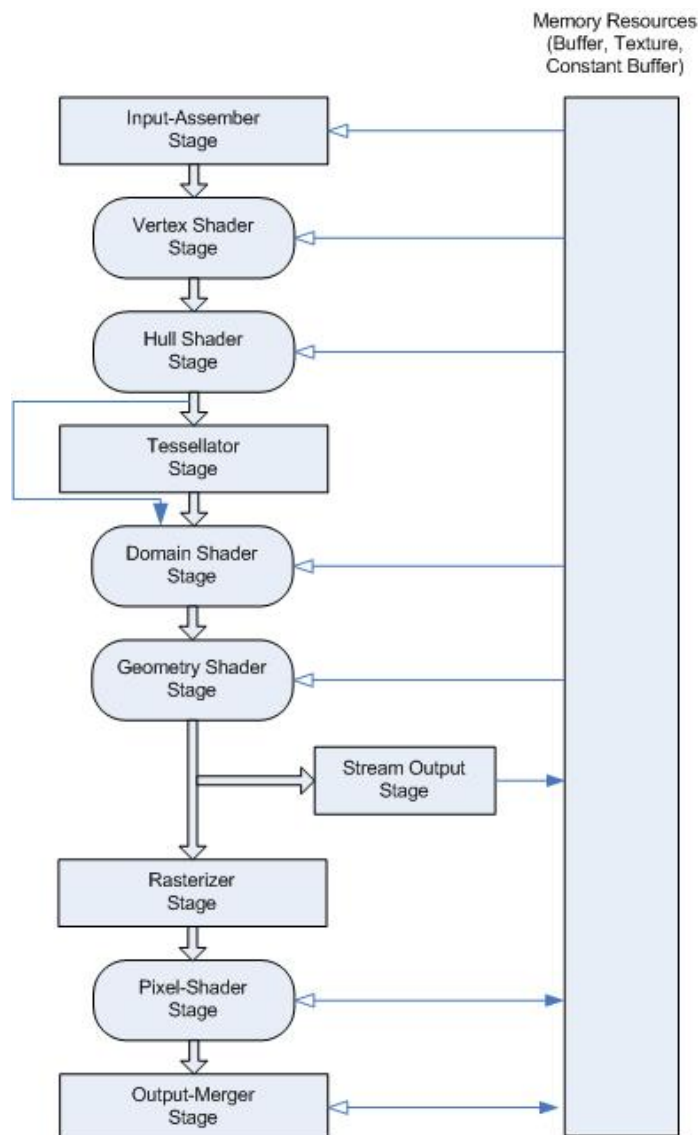 Memory Resources
(Buffer, Texture,
Constant Buffer)
Input-Assember
Stage
Vertex Shader
Stage
Hull Shader
Stage
Tessellator
Stage
Domain Shader
Stage
Geometry Shader
Stage
Stream Output
Stage
Rasterizer
Stage
Pixel-Shader
Stage
Output-Merger
Stage